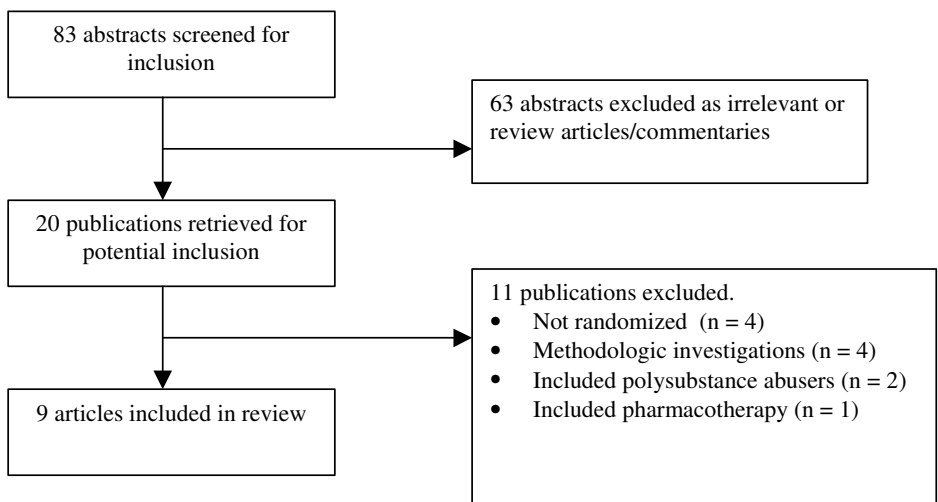 83 abstracts screened for
inclusion
63 abstracts excluded as irrelevant or
review articles/commentaries
20 publications retrieved for
potential inclusion
11 publications excluded.
• Not randomized (n = 4)
• Methodologic investigations (n = 4)
• Included polysubstance abusers (n = 2)
• Included pharmacotherapy (n = 1)
9 articles included in review